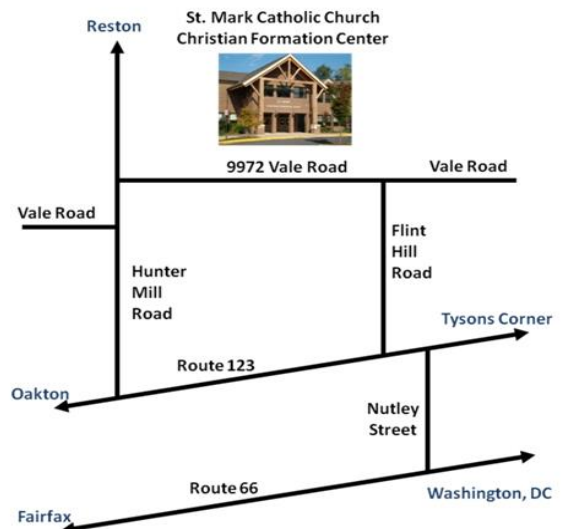 St. Mark Catholic Church
Christian Formation Center
Reston
9972 Vale Road
Vale Road
Vale Road
Flint
Hill
Road
Hunter
Mill
Road
Tysons Corner
Route 123
Oakton
Nutley
Street
Route 66
Washington, DC
Fairfax